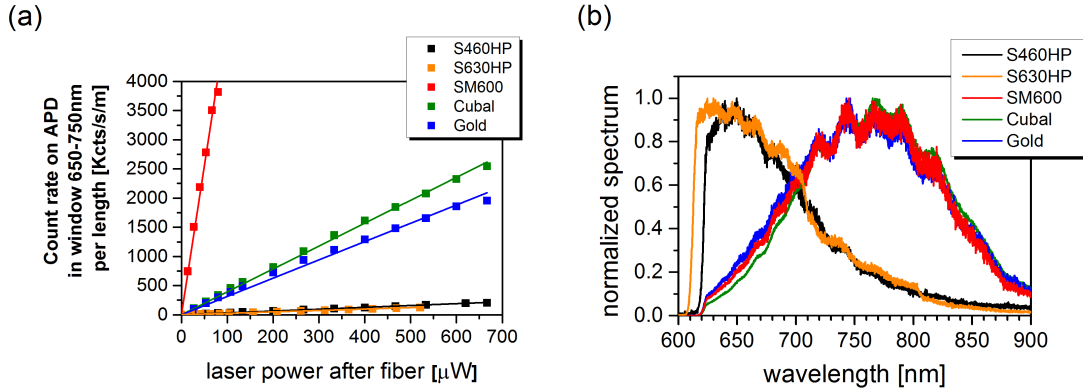 (a)
(b)
S460HP
S630HP
SM600
Cubal
Gold
Count rate on APD
in window 650-750nm
per length [Kcts/s/m]
4000
3500
3000
2500
2000
1500
1000
500
0
0 100 200 300 400 500 600 700
laser power after fiber [μW]
S460HP
S630HP
SM600
Cubal
Gold
normalized spectrum
1.0
0.8
0.6
0.4
0.2
0.0
600 650 700 750 800 850 900
wavelength [nm]